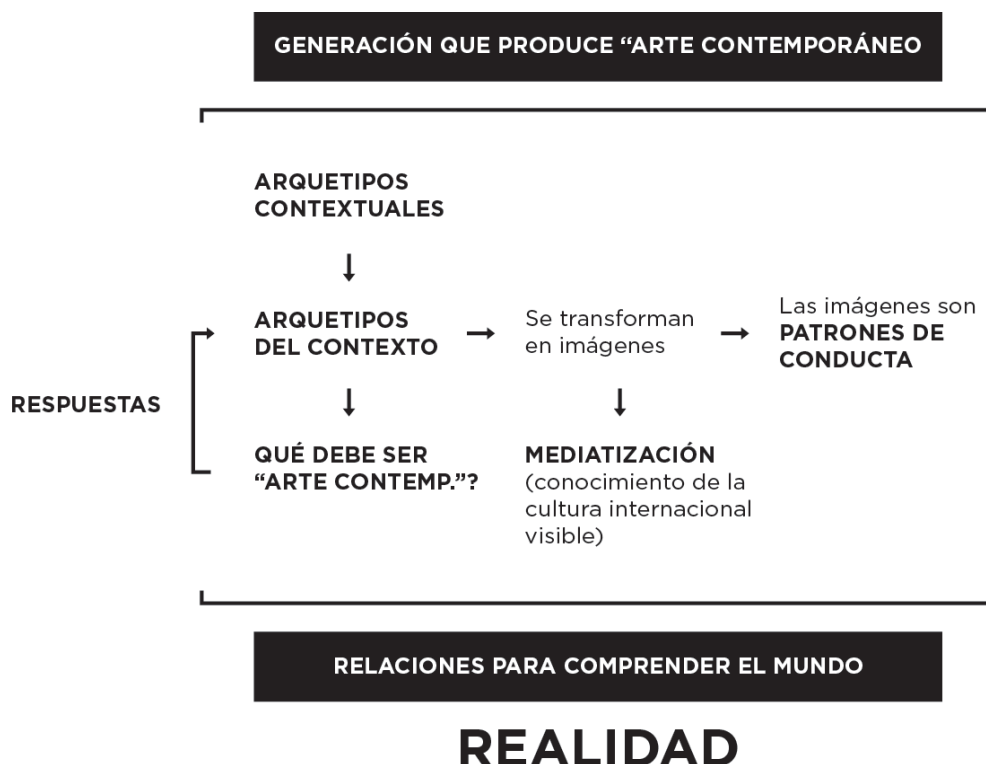 GENERACIÓN QUE PRODUCE “ARTE CONTEMPORÁNEO
ARQUETIPOS
CONTEXTUALES
ARQUETIPOS
DEL CONTEXTO
Se transforman
en imágenes
Las imágenes son
PATRONES DE
CONDUCTA
RESPUESTAS
QUÉ DEBE SER
“ARTE CONTEMP.”?
MEDIATIZACIÓN
(conocimiento de la
cultura internacional
visible)
RELACIONES PARA COMPRENDER EL MUNDO
REALIDAD